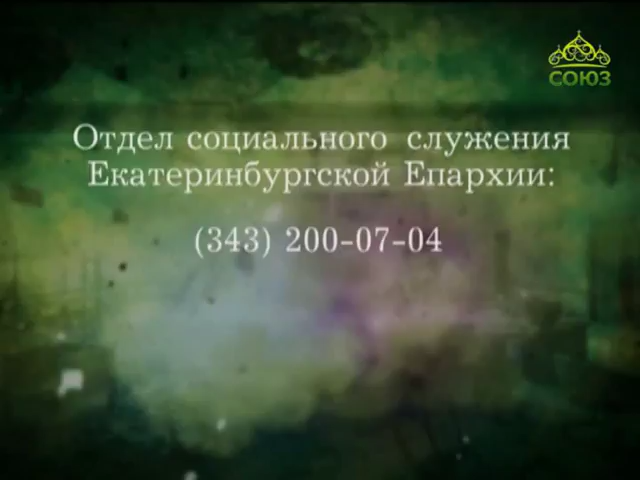 СОЮЗ
Отдел социального служения
Екатеринбургской Епархии:
(343) 200-07-04